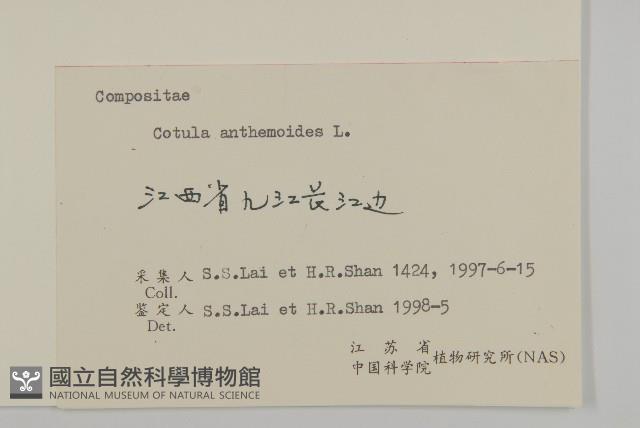 Compositae
Cotula anthemoides L.
江西省九江长江边
采集人 S.S.Lai et H.R.Shan 1424, 1997-6-15
Coll.
鉴定人 S.S.Lai et H.R.Shan 1998-5
Det.
江苏省
中国科学院 植物研究所(NAS)
國立自然科學博物館
NATIONAL MUSEUM OF NATURAL SCIENCE